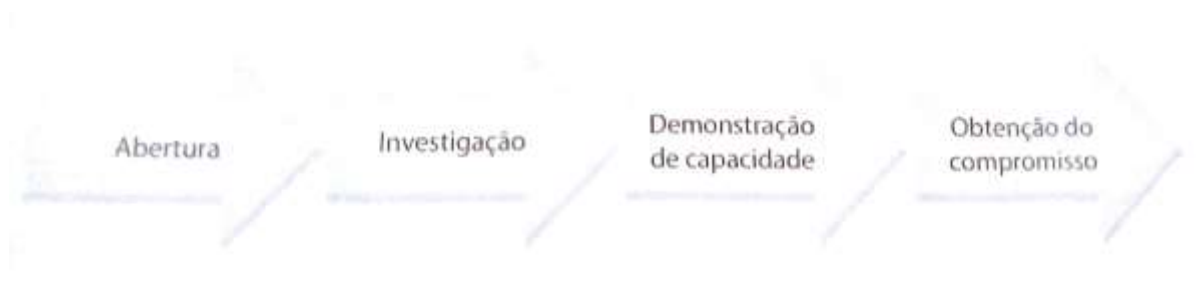 Abertura
Investigação
Demonstração
de capacidade
Obtenção do
compromisso